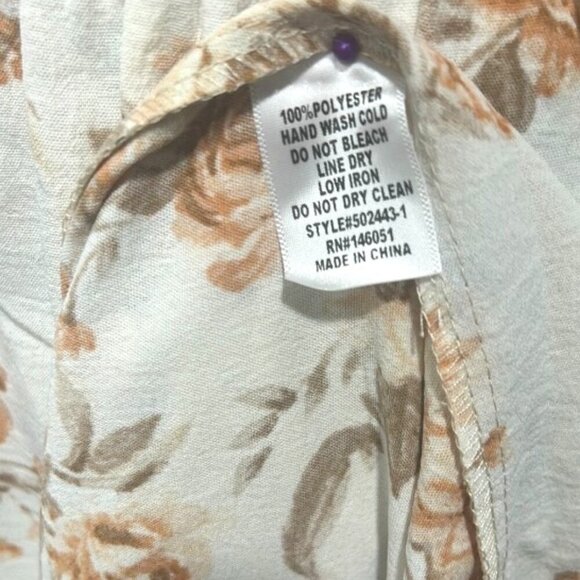 100%POLYESTER
HAND WASH COLD
DO NOT BLEACH
LINE DRY
LOW IRON
DO NOT DRY CLEAN
STYLE#502443-1
RN#146051
MADE IN CHINA